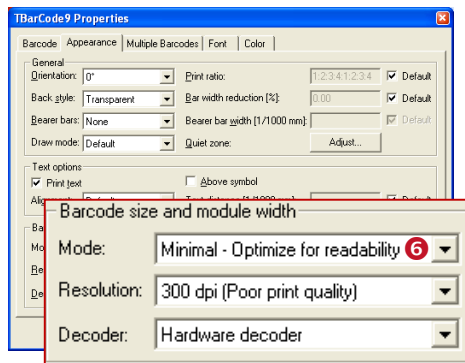 TBarCode9 Properties
Barcode Appearance Multiple Barcodes Font Color
General
Orientation: 0° Print ratio: 1:2:3:4:1:2:3:4 Default
Back style: Transparent Bar width reduction [%]: 0.00 Default
Bearer bars: None Bearer bar width [1/1000 mm]: Default
Draw mode: Default Quiet zone: Adjust...
Text options
Print text Above symbol
Barcode size and module width
Mode: Minimal - Optimize for readability 6
Resolution: 300 dpi (Poor print quality)
Decoder: Hardware decoder